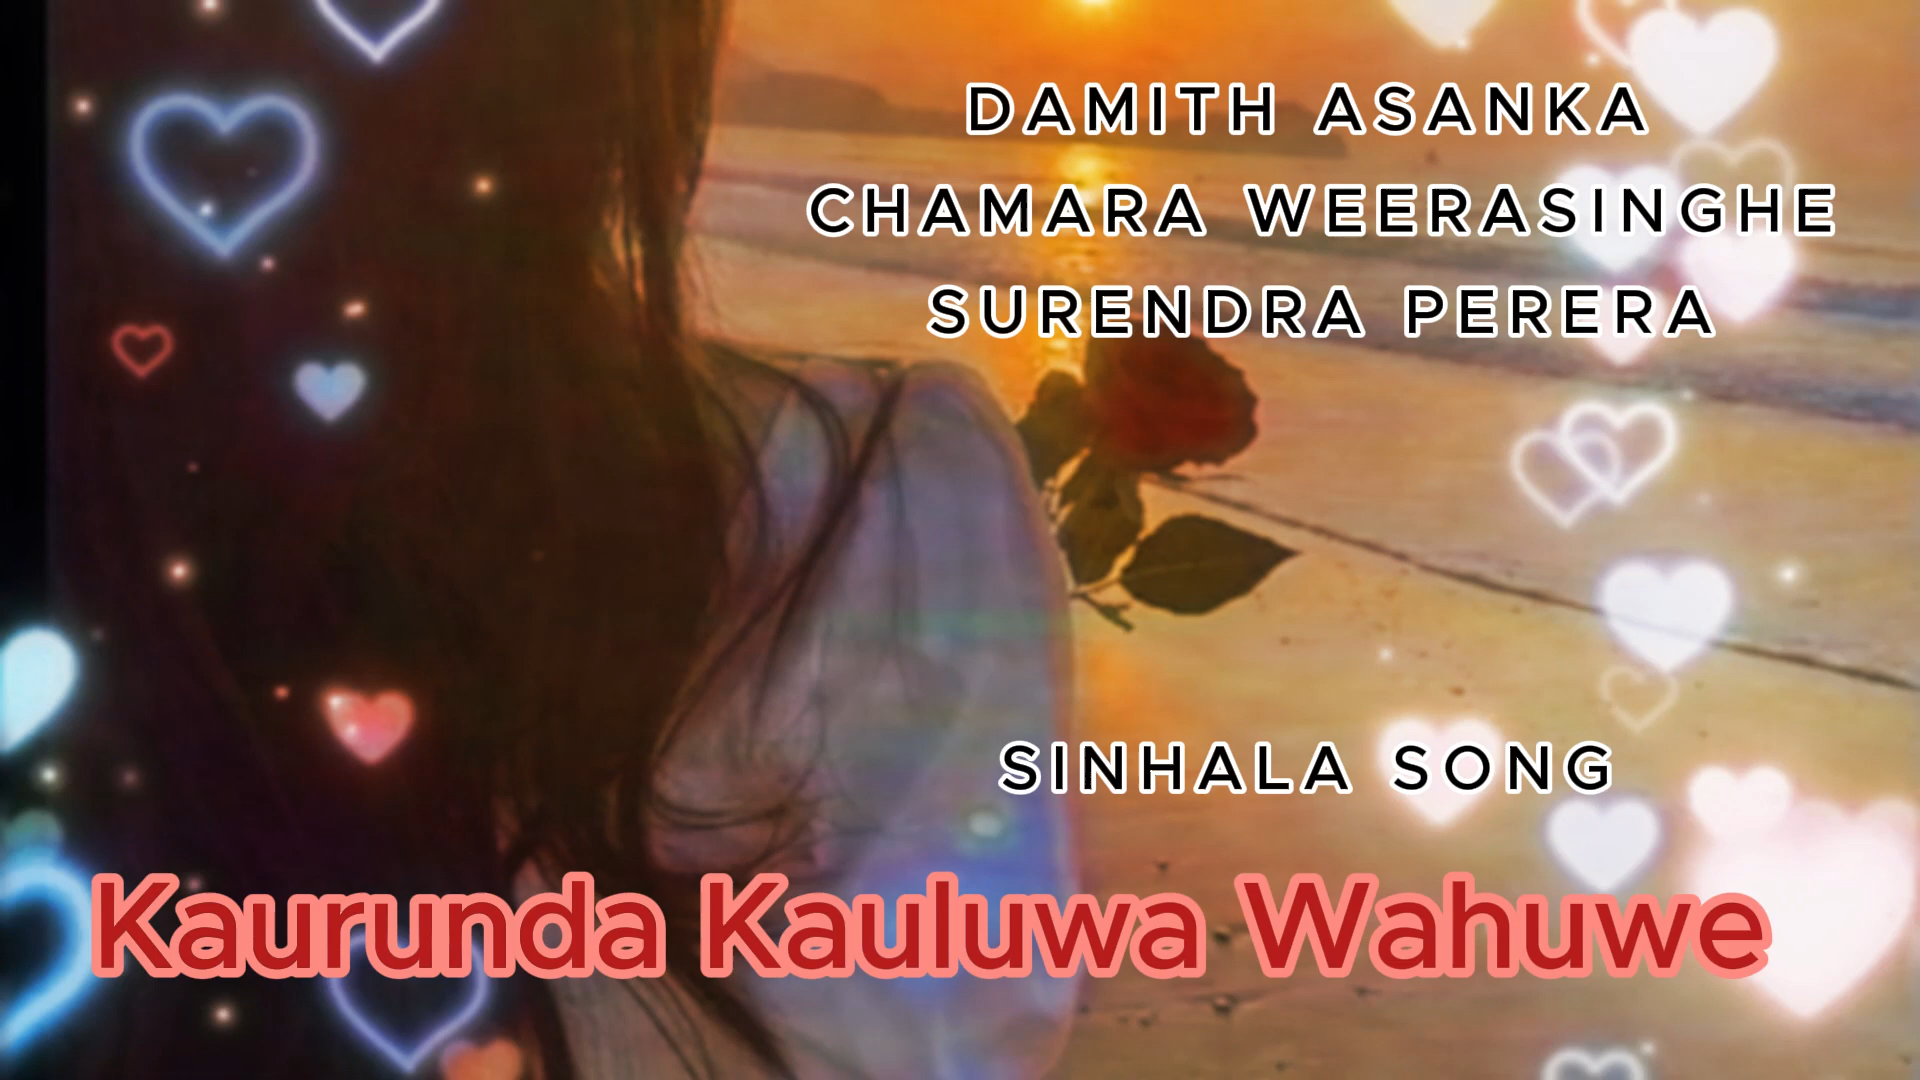 DAMITH ASANKA
CHAMARA WEERASINGHE
SURENDRA PERERA
SINHALA SONG
Kaurunda Kauluwa Wahuwe